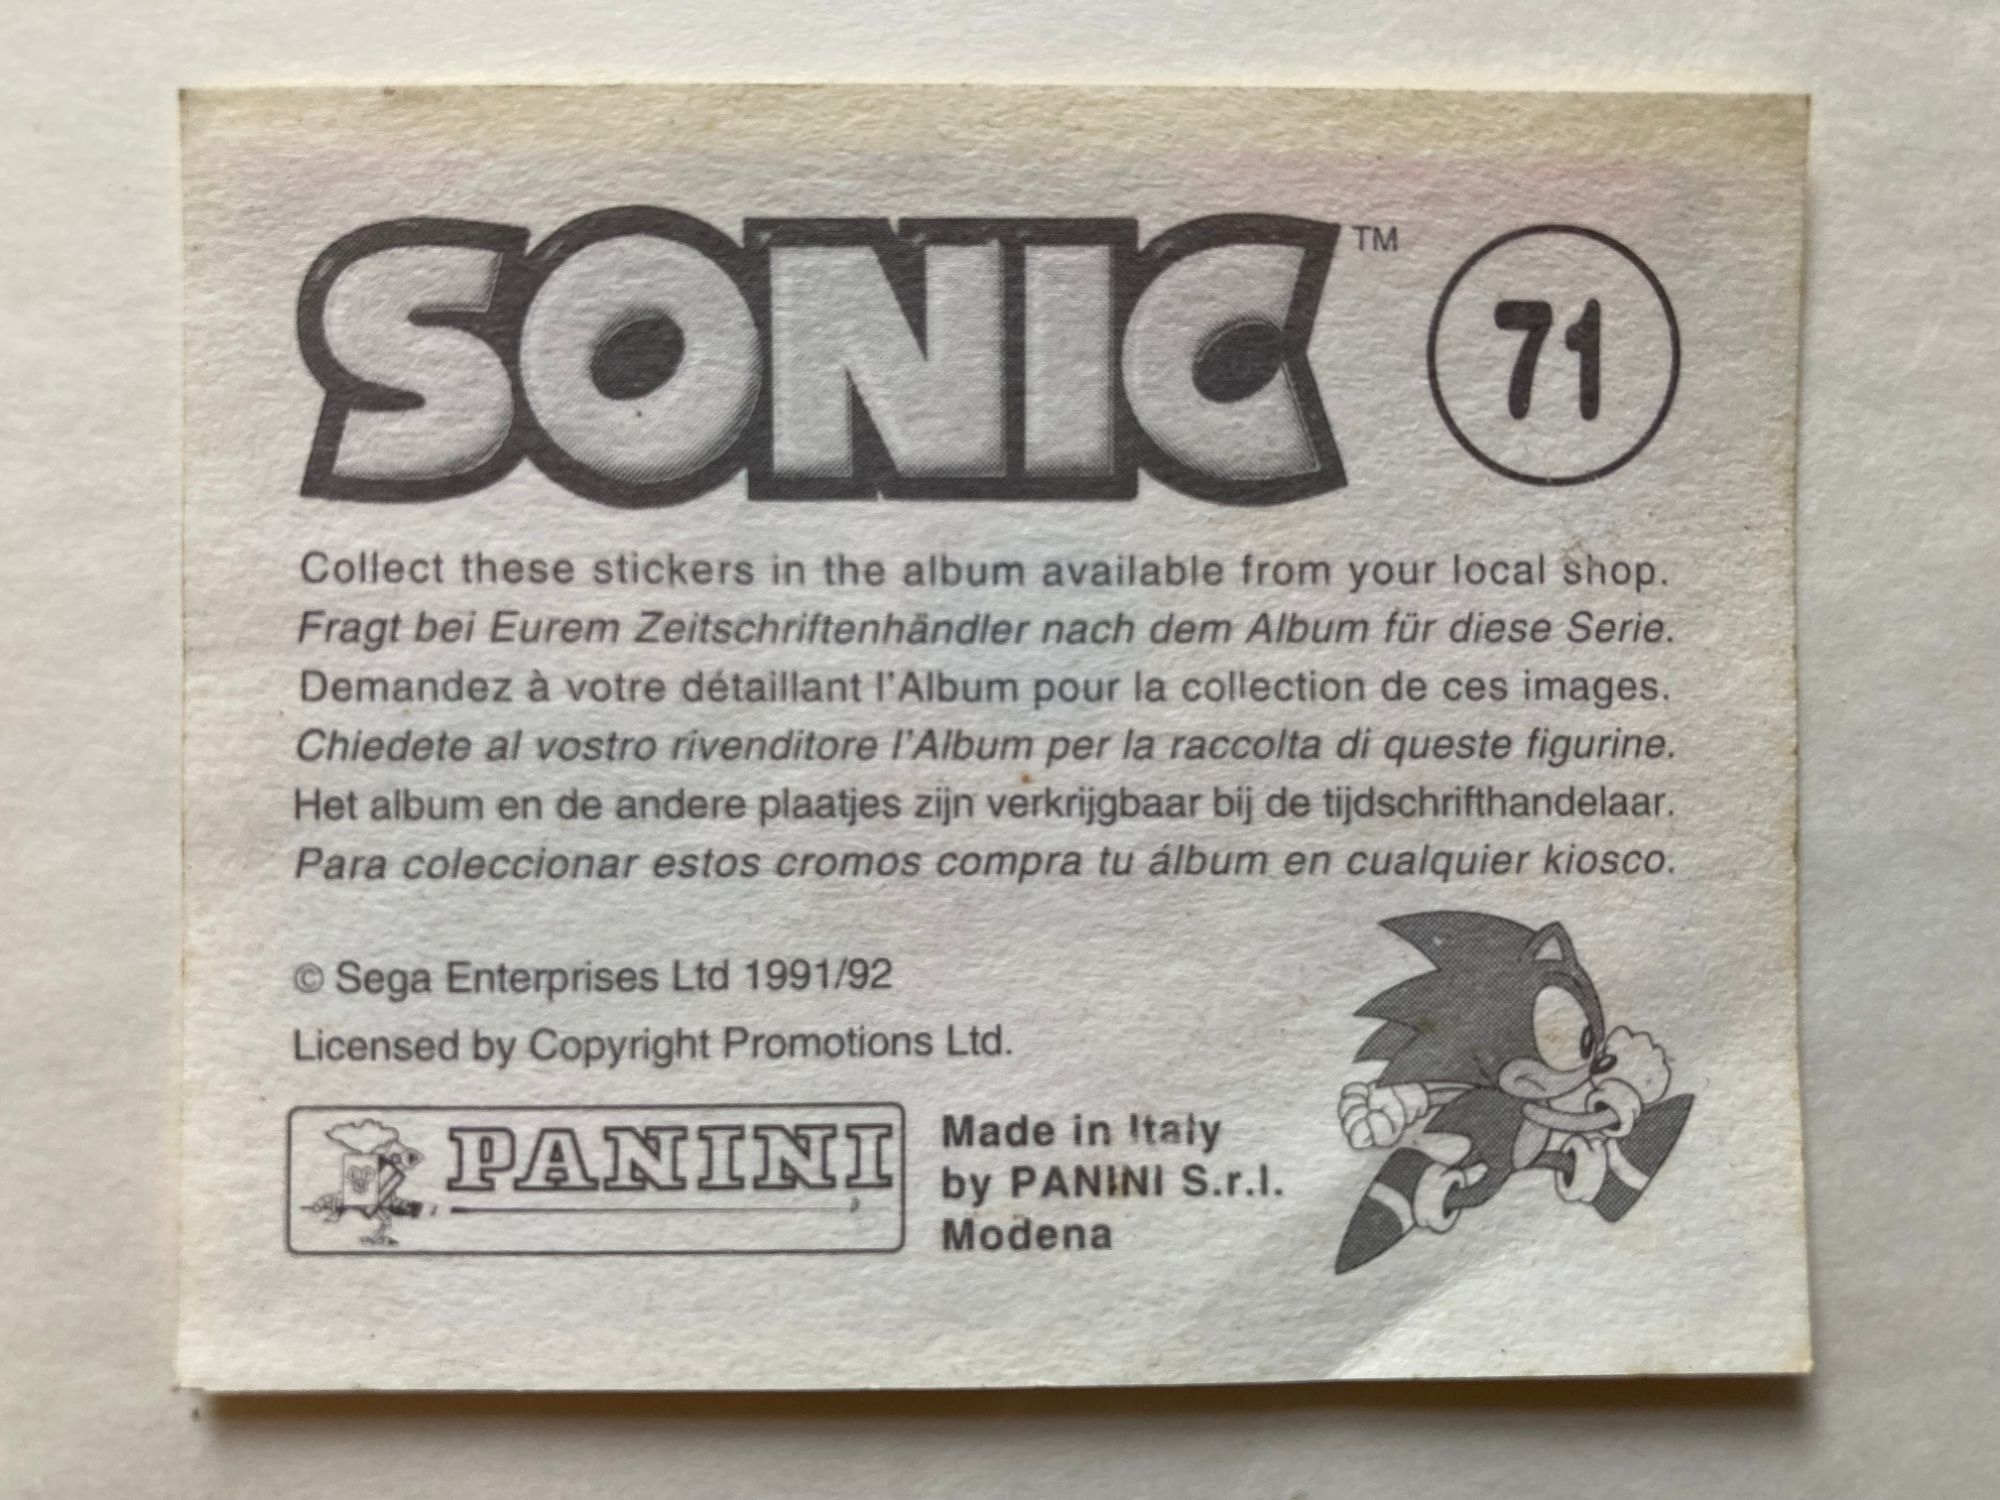 SONIC™ 71
Collect these stickers in the album available from your local shop.
Fragt bei Eurem Zeitschriftenhändler nach dem Album für diese Serie.
Demandez à votre détaillant l'Album pour la collection de ces images.
Chiedete al vostro rivenditore l'Album per la raccolta di queste figurine.
Het album en de andere plaatjes zijn verkrijgbaar bij de tijdschrifthandelaar.
Para coleccionar estos cromos compra tu álbum en cualquier kiosco.
© Sega Enterprises Ltd 1991/92
Licensed by Copyright Promotions Ltd.
PANINI
Made in Italy
by PANINI S.r.l.
Modena